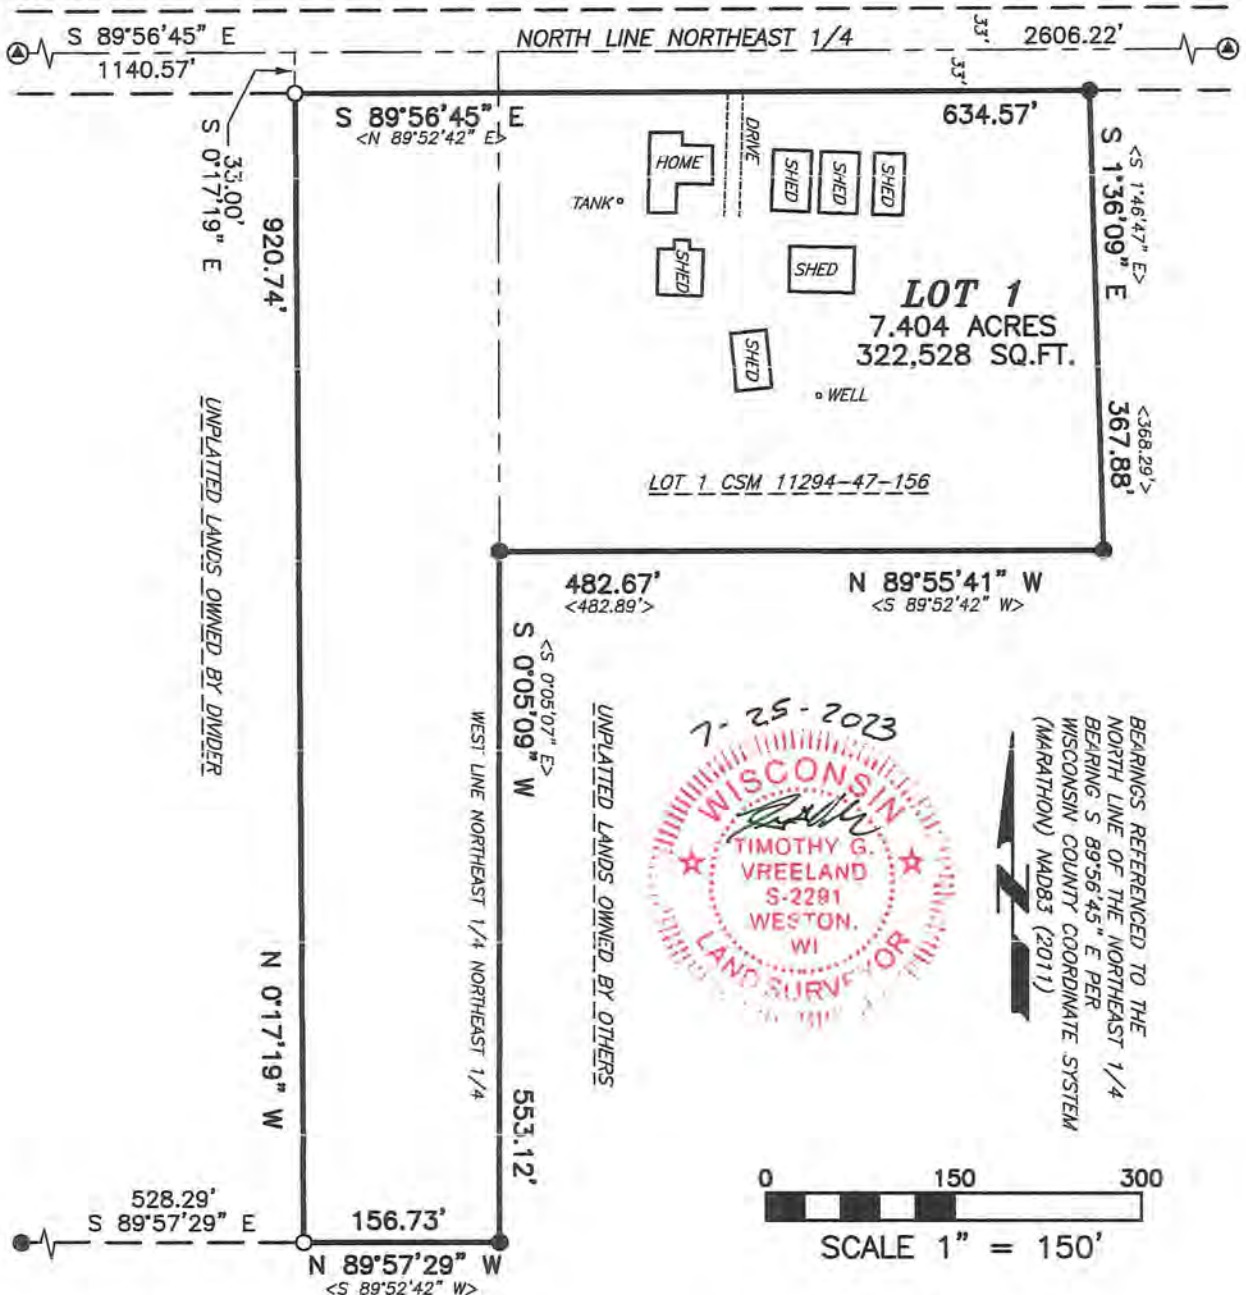 S 89°56'45" E
1140.57'
NORTH LINE NORTHEAST 1/4
33'
33'
2606.22'
S 89°56'45" E
<N 89°52'42" E>
634.57'
33.00'
S 0°17'19" E
920.74'
HOME
DRIVE
SHED
SHED
SHED
TANK
SHED
SHED
SHED
WELL
LOT 1
7.404 ACRES
322,528 SQ.FT.
<S 1°46'47" E>
S 1°36'09" E
<368.29'>
367.88'
LOT 1 CSM 11294-47-156
482.67'
<482.89'>
N 89°55'41" W
<S 89°52'42" W>
UNPLATTED LANDS OWNED BY DIVIDER
<S 0°05'07" E>
S 0°05'09" W
WEST LINE NORTHEAST 1/4 NORTHEAST 1/4
UNPLATTED LANDS OWNED BY OTHERS
553.12'
N 0°17'19" W
7-25-2023
WISCONSIN
TIMOTHY G.
VREELAND
S-2291
WESTON,
WI
LAND SURVEYOR
BEARINGS REFERENCED TO THE
NORTH LINE OF THE NORTHEAST 1/4
BEARING S 89°56'45" E PER
WISCONSIN COUNTY COORDINATE SYSTEM
(MARATHON) NAD83 (2011)
N
0 150 300
SCALE 1" = 150'
528.29'
S 89°57'29" E
156.73'
N 89°57'29" W
<S 89°52'42" W>